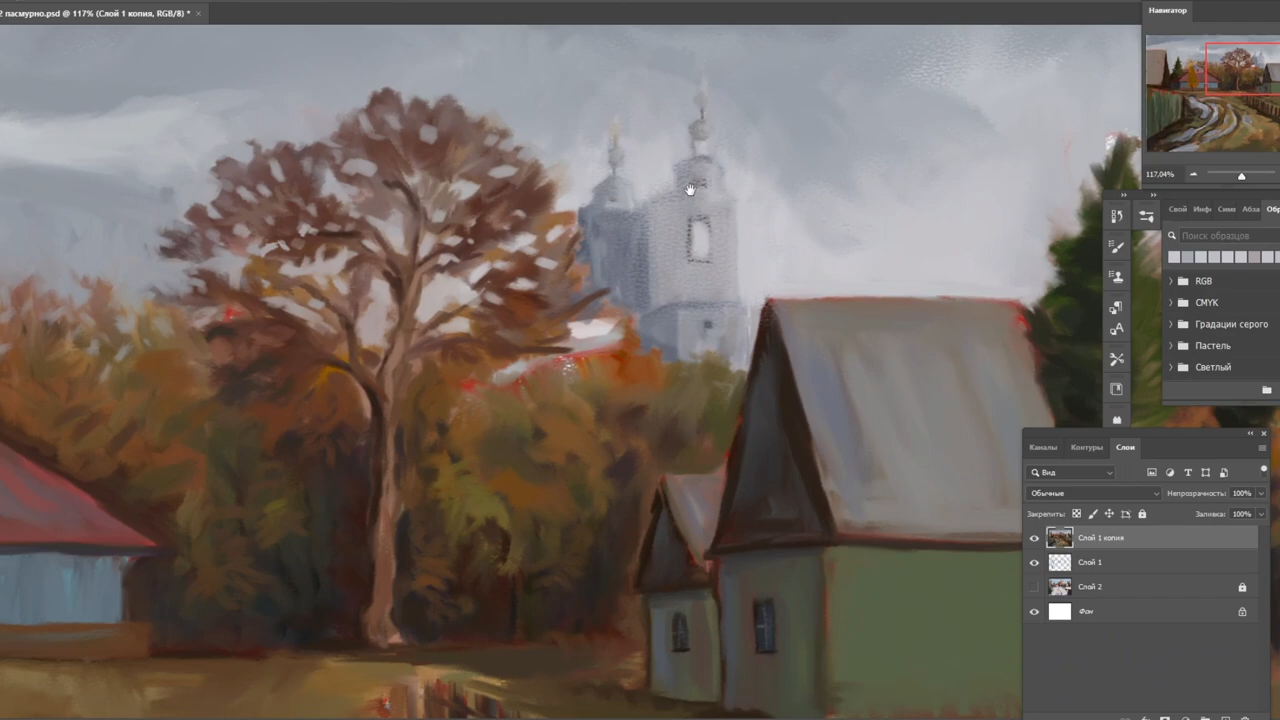 2 пасмурно.psd @ 117% (Слой 1 копия, RGB/8) *
Навигатор
117,04%
Свой Инф Симв Абза Обр
Поиск образцов
RGB
CMYK
Градации серого
Пастель
Светлый
Каналы Контуры Слои
Вид
Обычные Непрозрачность: 100%
Закрепить: Заливка: 100%
Слой 1 копия
Слой 1
Слой 2
Фон